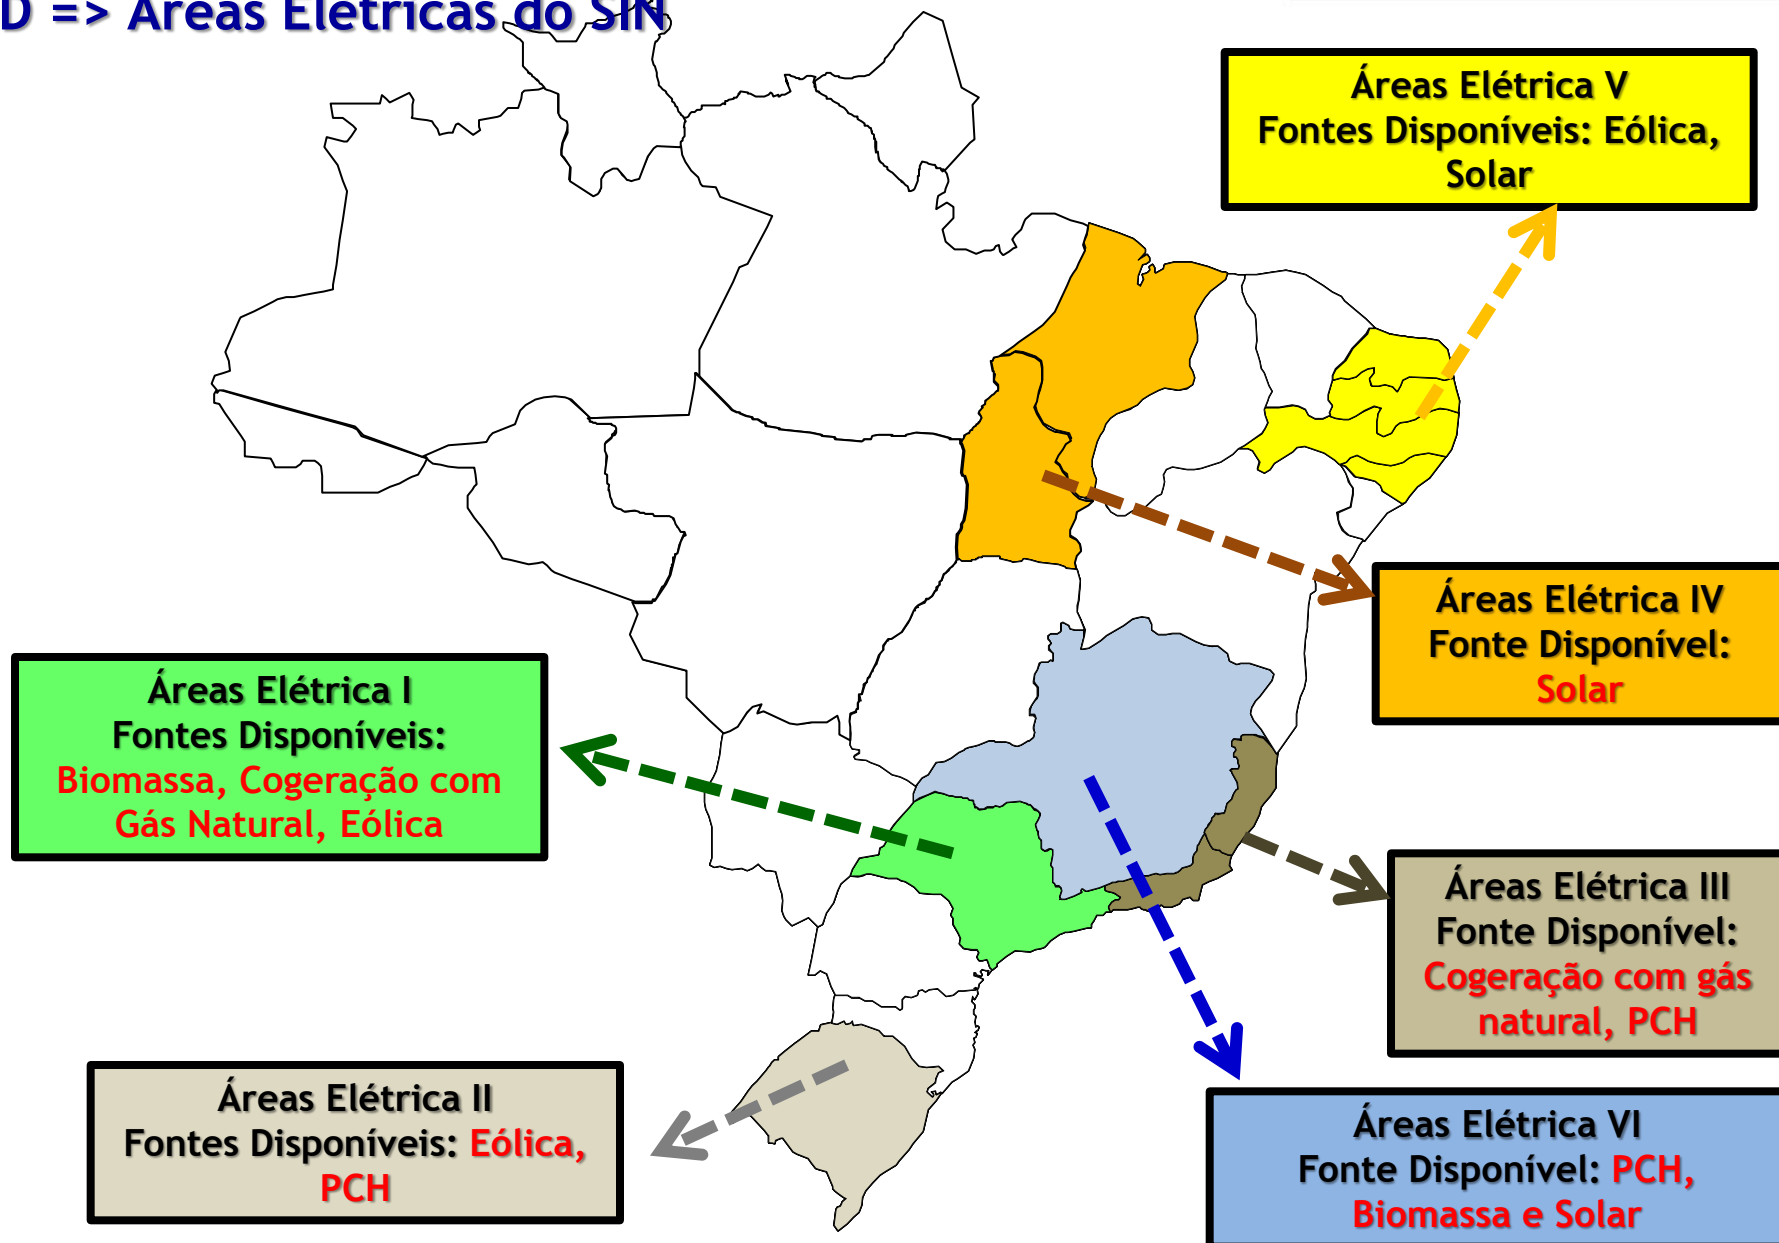 D => Áreas Elétricas do SIN
Áreas Elétrica V
Fontes Disponíveis: Eólica,
Solar
Áreas Elétrica IV
Fonte Disponível:
Solar
Áreas Elétrica I
Fontes Disponíveis:
Biomassa, Cogeração com
Gás Natural, Eólica
Áreas Elétrica III
Fonte Disponível:
Cogeração com gás
natural, PCH
Áreas Elétrica II
Fontes Disponíveis: Eólica,
PCH
Áreas Elétrica VI
Fonte Disponível: PCH,
Biomassa e Solar